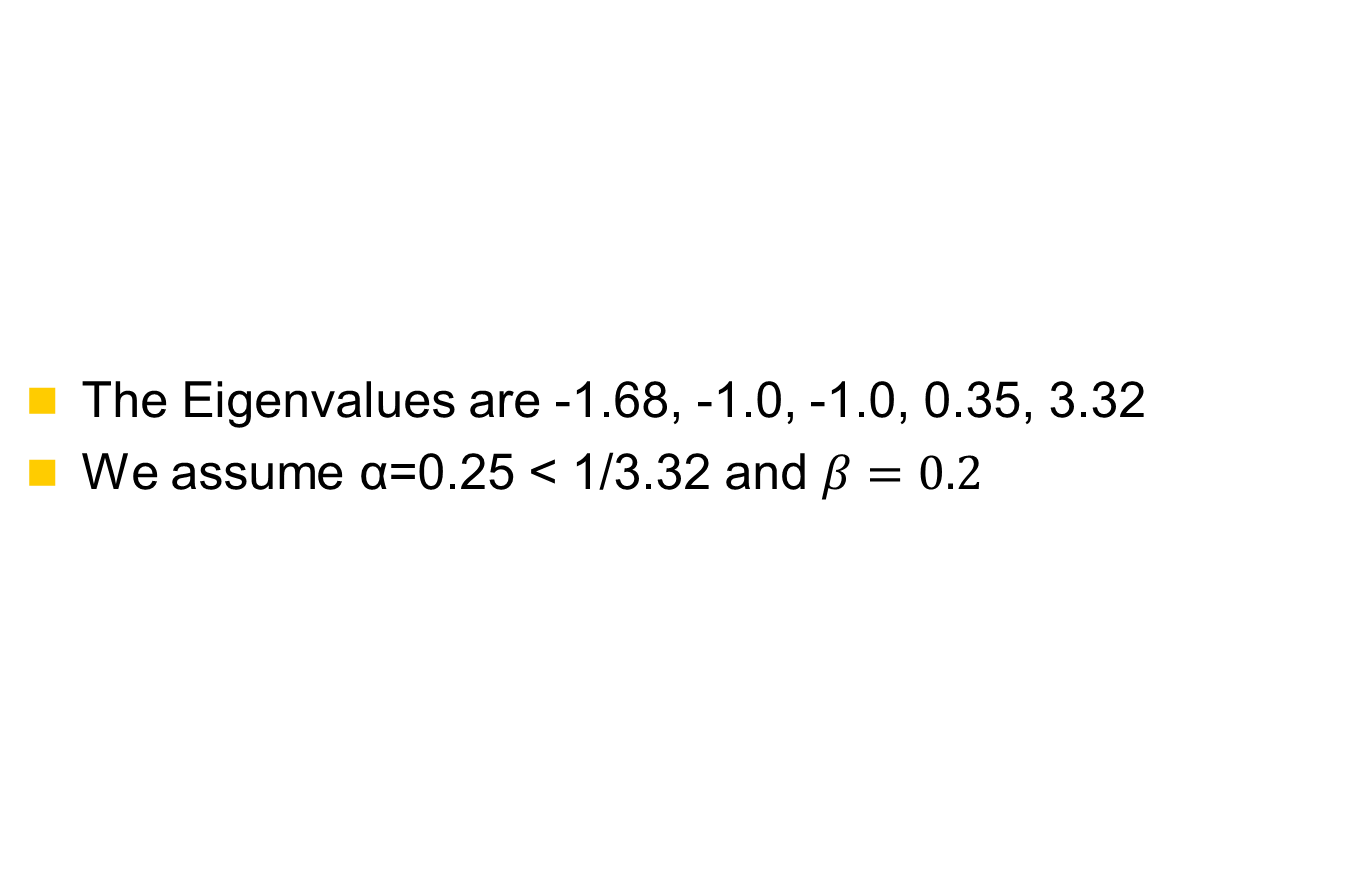 The Eigenvalues are -1.68, -1.0, -1.0, 0.35, 3.32
We assume α=0.25 < 1/3.32 and 𝛽 = 0.2